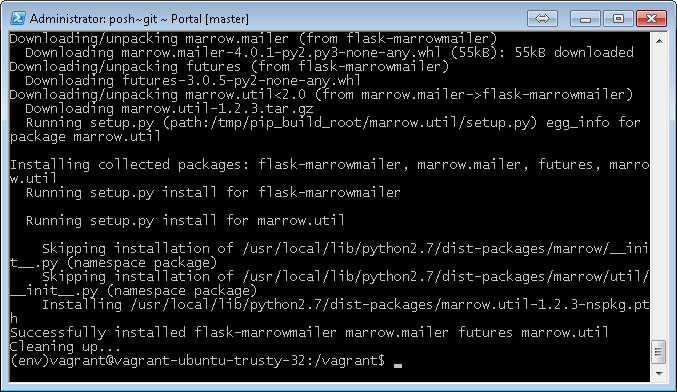 Administrator: posh~git ~ Portal [master]
Downloading/unpacking marrow.mailer (from flask-marrowmailer)
  Downloading marrow.mailer-4.0.1-py2.py3-none-any.whl (55kB): 55kB downloaded
Downloading/unpacking futures (from flask-marrowmailer)
  Downloading futures-3.0.5-py2-none-any.whl
Downloading/unpacking marrow.util<2.0 (from marrow.mailer->flask-marrowmailer)
  Downloading marrow.util-1.2.3.tar.gz
  Running setup.py (path:/tmp/pip_build_root/marrow.util/setup.py) egg_info for
package marrow.util
Installing collected packages: flask-marrowmailer, marrow.mailer, futures, marro
w.util
  Running setup.py install for flask-marrowmailer
  Running setup.py install for marrow.util
    Skipping installation of /usr/local/lib/python2.7/dist-packages/marrow/__ini
t__.py (namespace package)
    Skipping installation of /usr/local/lib/python2.7/dist-packages/marrow/util/
__init__.py (namespace package)
    Installing /usr/local/lib/python2.7/dist-packages/marrow.util-1.2.3-nspkg.pt
h
Successfully installed flask-marrowmailer marrow.mailer futures marrow.util
Cleaning up...
(env)vagrant@vagrant-ubuntu-trusty-32:/vagrant$